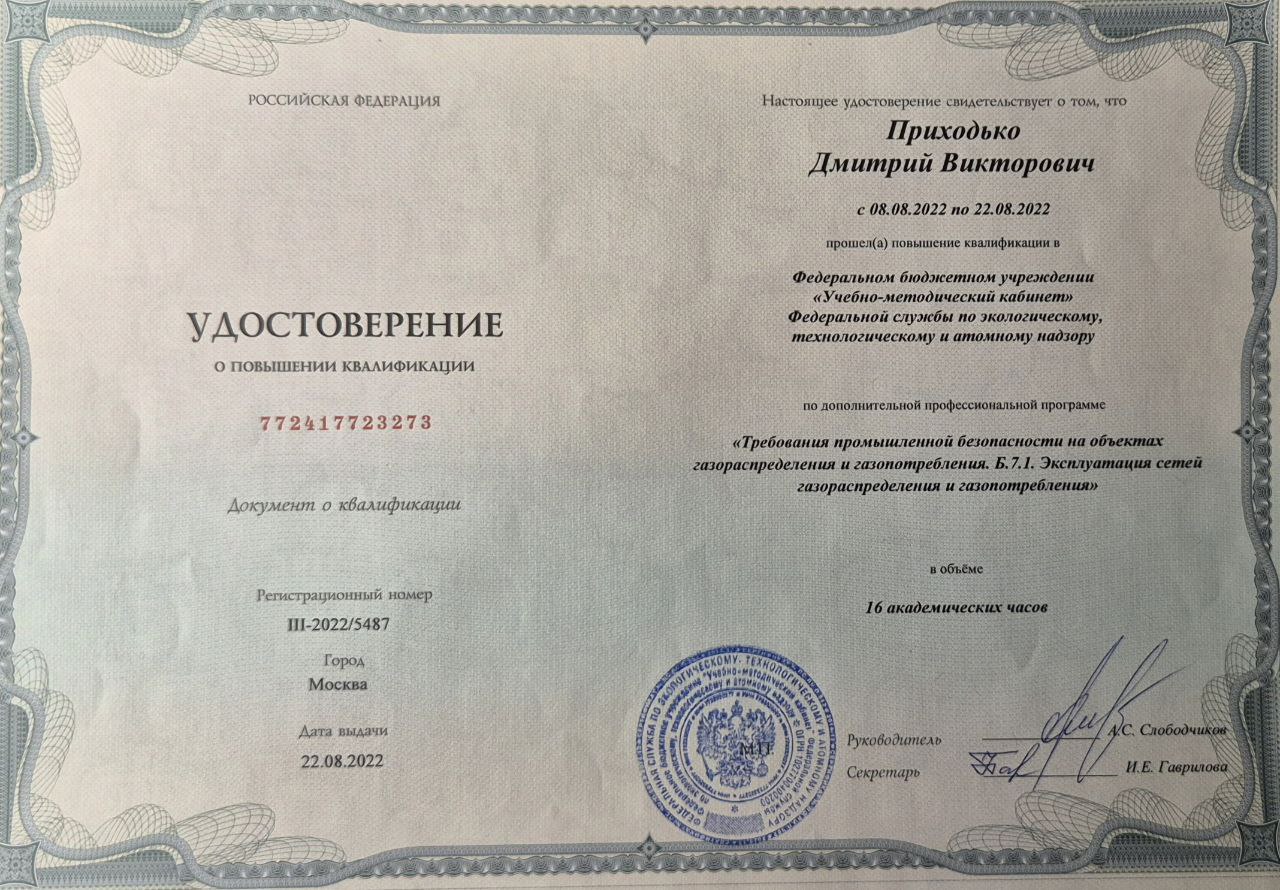 РОССИЙСКАЯ ФЕДЕРАЦИЯ
УДОСТОВЕРЕНИЕ
О ПОВЫШЕНИИ КВАЛИФИКАЦИИ
772417723273
Документ о квалификации
Регистрационный номер
III-2022/5487
Город
Москва
Дата выдачи
22.08.2022
Настоящее удостоверение свидетельствует о том, что
Приходько
Дмитрий Викторович
с 08.08.2022 по 22.08.2022
прошел(а) повышение квалификации в
Федеральном бюджетном учреждении
«Учебно-методический кабинет»
Федеральной службы по экологическому,
технологическому и атомному надзору
по дополнительной профессиональной программе
«Требования промышленной безопасности на объектах
газораспределения и газопотребления. Б.7.1. Эксплуатация сетей
газораспределения и газопотребления»
в объёме
16 академических часов
ФЕДЕРАЛЬНАЯ СЛУЖБА ПО ЭКОЛОГИЧЕСКОМУ, ТЕХНОЛОГИЧЕСКОМУ И АТОМНОМУ НАДЗОРУ
М.П.
Руководитель А.С. Слободчиков
Секретарь И.Е. Гаврилова